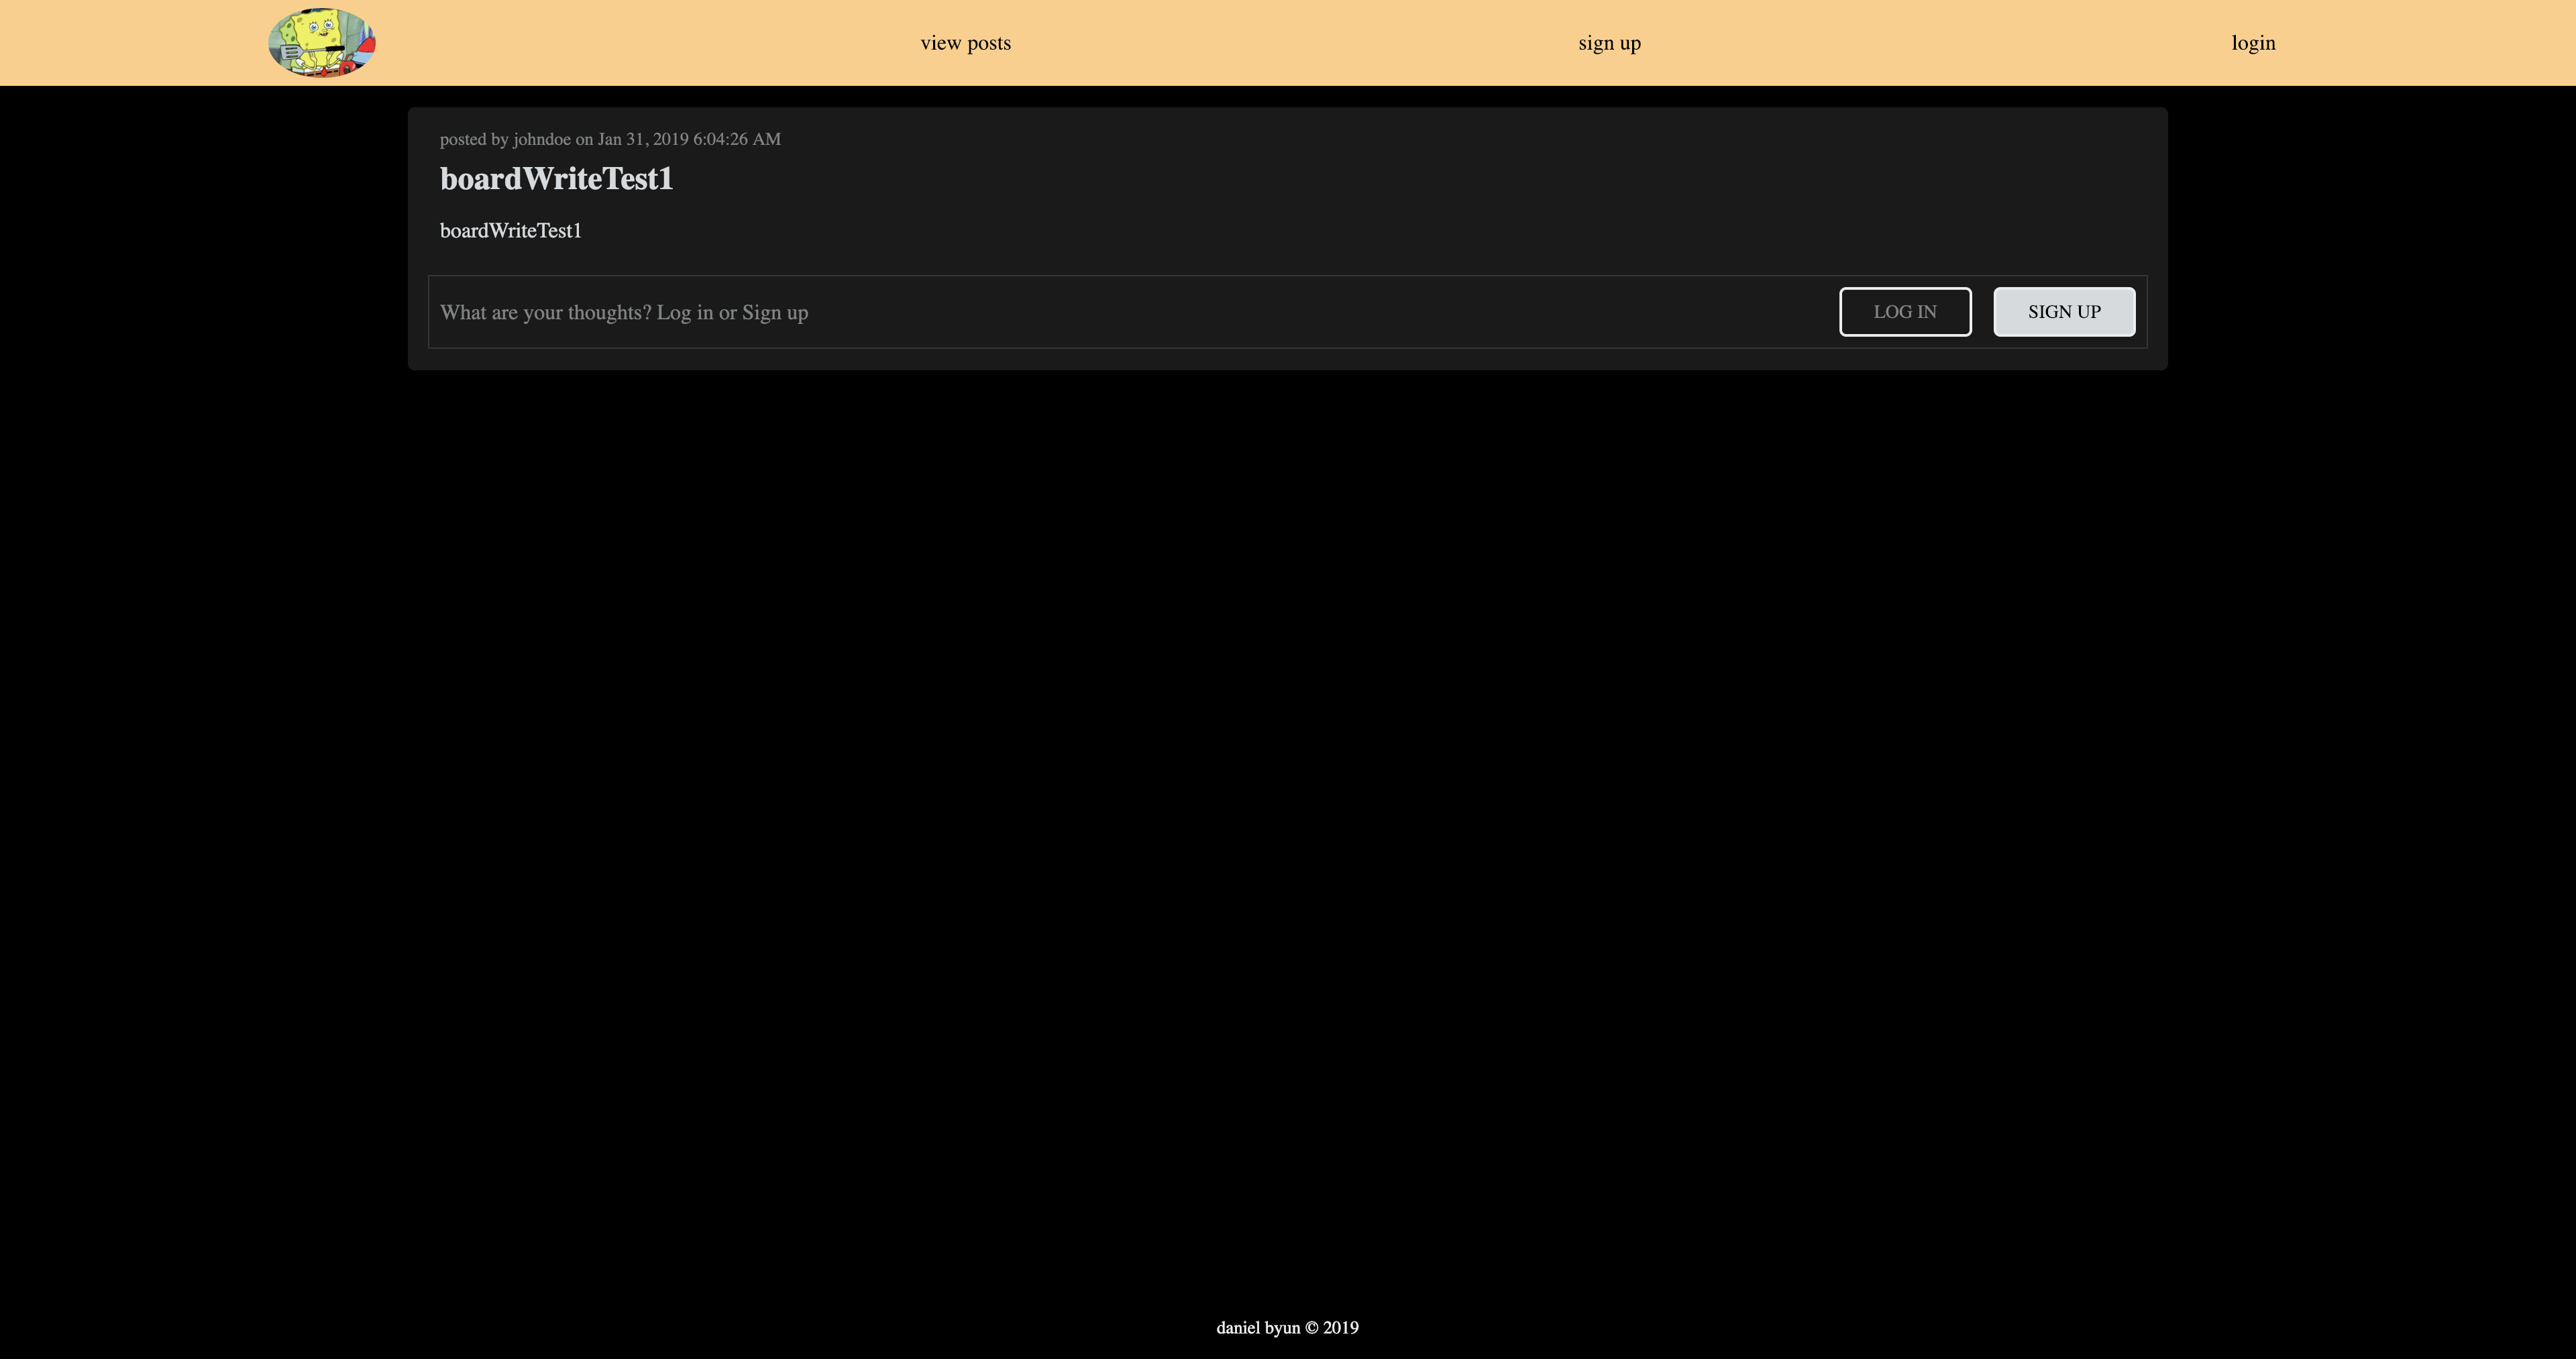 view posts
sign up
login
posted by johndoe on Jan 31, 2019 6:04:26 AM
boardWriteTest1
boardWriteTest1
What are your thoughts? Log in or Sign up
LOG IN
SIGN UP
daniel byun © 2019